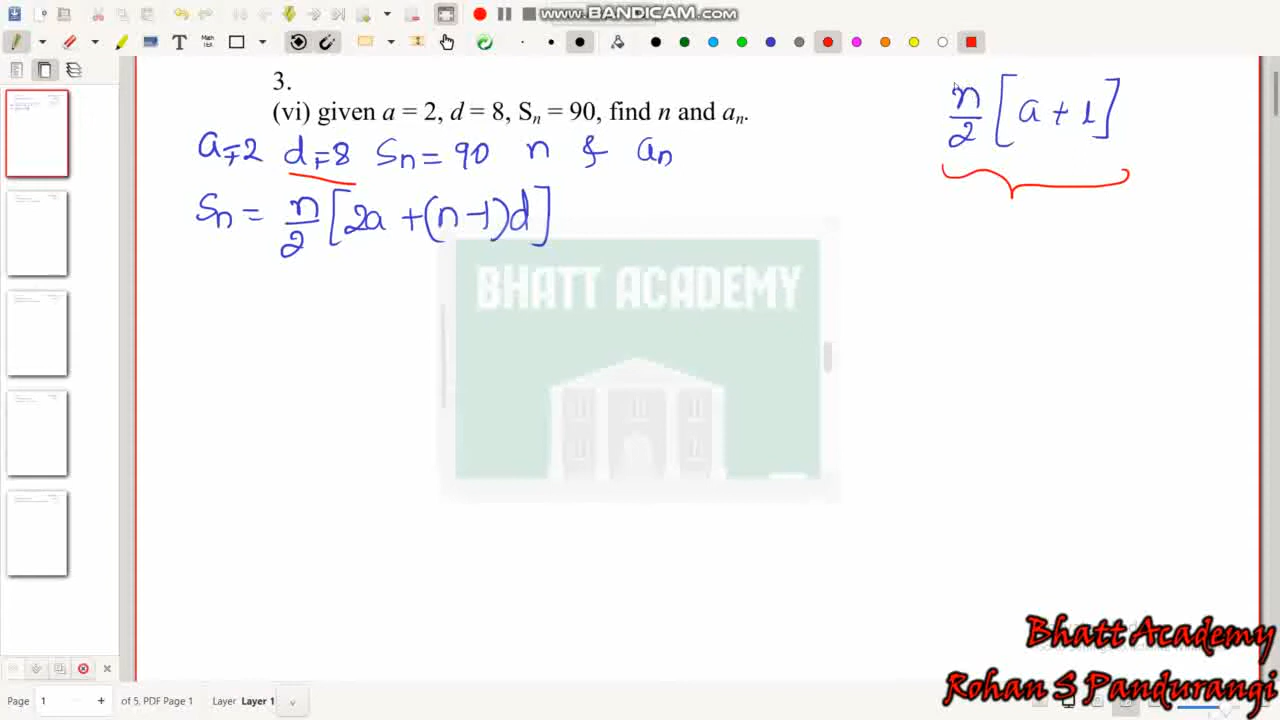 www.BANDICAM.com
3.
(vi) given a = 2, d = 8, Sn = 90, find n and an.
a = 2 d = 8 Sn = 90 n & an
n/2 [a + l]
Sn = n/2 [2a + (n - 1)d]
BHATT ACADEMY
Bhatt Academy
Rohan S Pandurangi
Page 1 of 5, PDF Page 1 Layer Layer 1